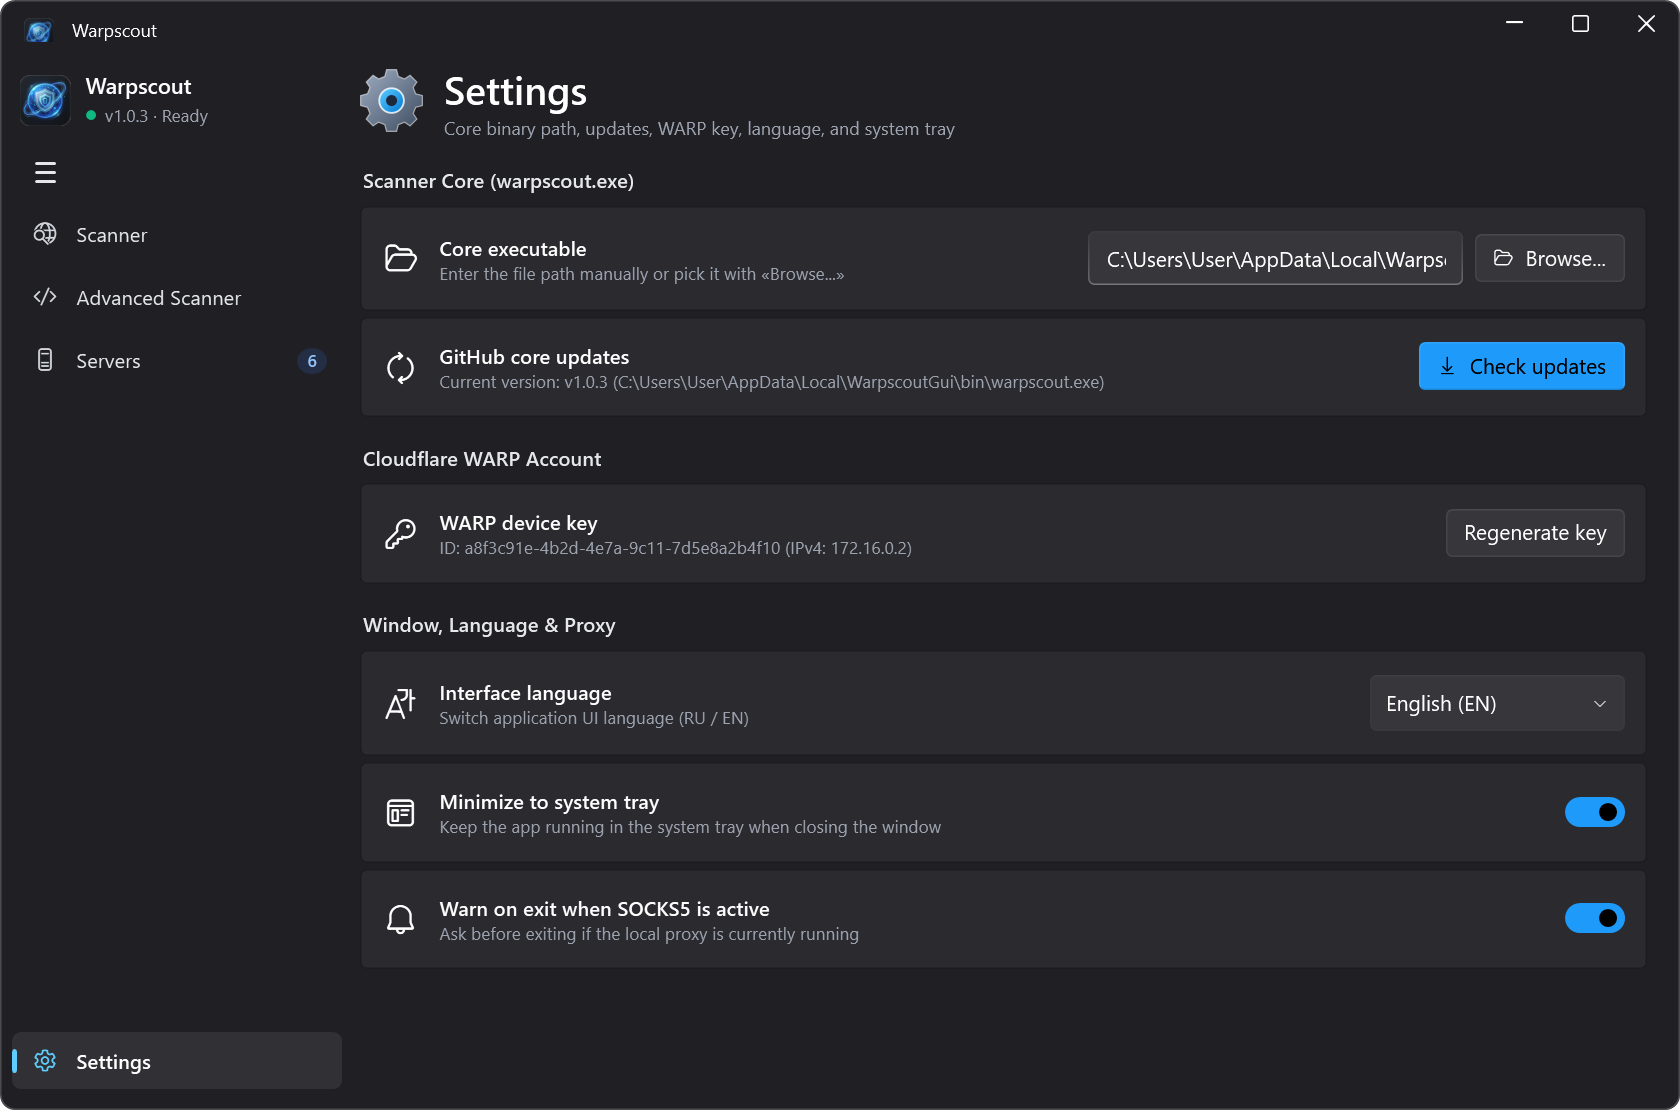 Warpscout
Warpscout
v1.0.3 · Ready
Scanner
Advanced Scanner
Servers
6
Settings
Settings
Core binary path, updates, WARP key, language, and system tray
Scanner Core (warpscout.exe)
Core executable
Enter the file path manually or pick it with «Browse...»
C:\Users\User\AppData\Local\Warps
Browse...
GitHub core updates
Current version: v1.0.3 (C:\Users\User\AppData\Local\WarpscoutGui\bin\warpscout.exe)
Check updates
Cloudflare WARP Account
WARP device key
ID: a8f3c91e-4b2d-4e7a-9c11-7d5e8a2b4f10 (IPv4: 172.16.0.2)
Regenerate key
Window, Language & Proxy
Interface language
Switch application UI language (RU / EN)
English (EN)
Minimize to system tray
Keep the app running in the system tray when closing the window
Warn on exit when SOCKS5 is active
Ask before exiting if the local proxy is currently running